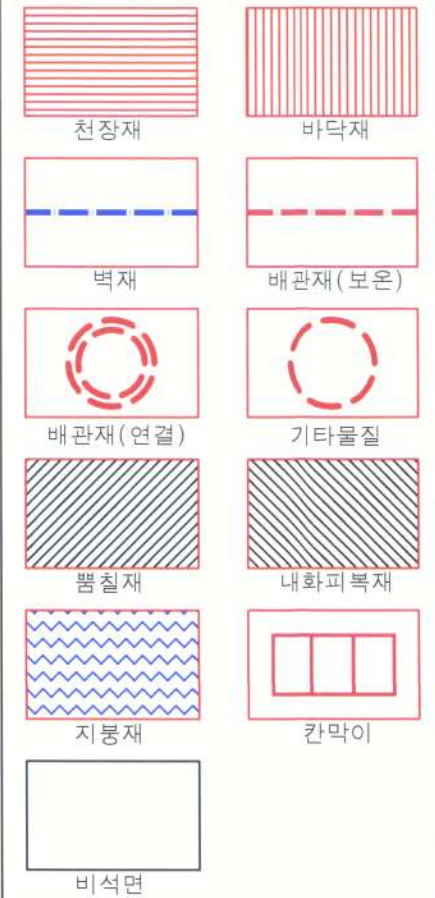 천장재
바닥재
벽재
배관재(보온)
배관재(연결)
기타물질
뿜칠재
내화피복재
지붕재
칸막이
비석면